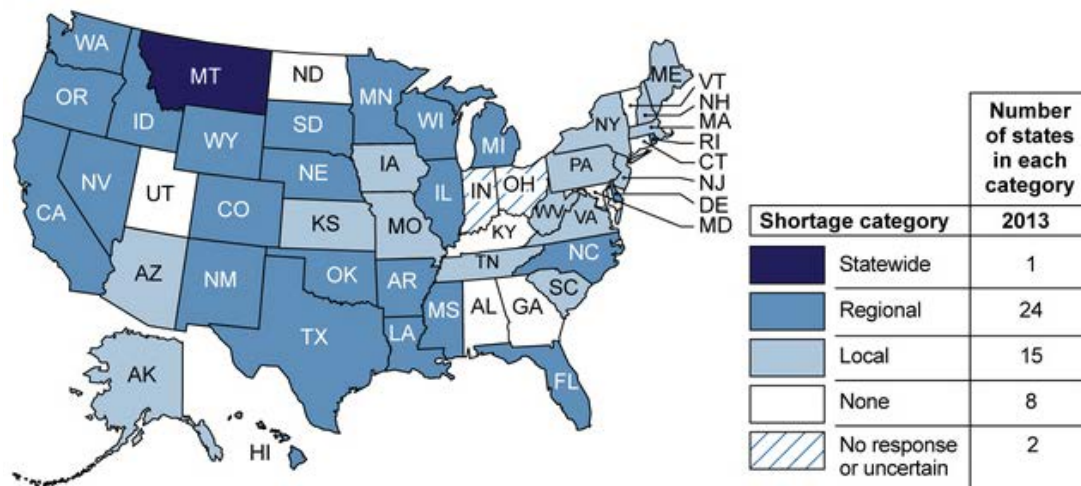 WA
MT
ND
MN
OR
ID
WY
SD
WI
MI
ME
VT
NH
MA
RI
CT
NJ
DE
MD
NY
PA
IA
NE
NV
UT
CO
CA
IL
IN
OH
WV
VA
KS
MO
KY
NC
TN
SC
AZ
NM
OK
AR
MS
AL
GA
TX
LA
FL
AK
HI
Number
of states
in each
category
Shortage category 2013
Statewide 1
Regional 24
Local 15
None 8
No response
or uncertain 2